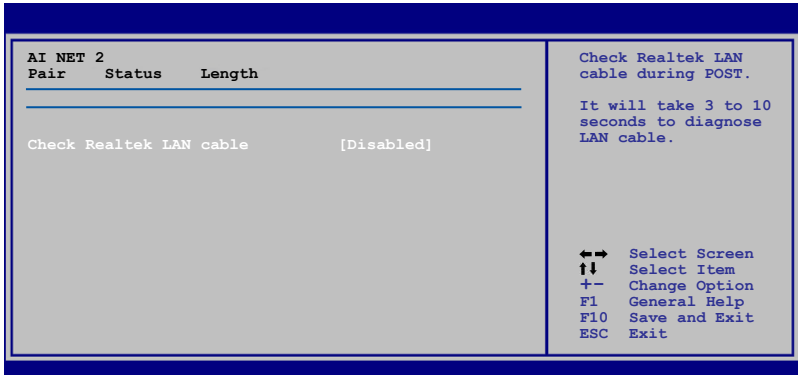 AI NET 2
Pair Status Length
Check Realtek LAN cable [Disabled]
Check Realtek LAN
cable during POST.
It will take 3 to 10
seconds to diagnose
LAN cable.
←→ Select Screen
↑↓ Select Item
+- Change Option
F1 General Help
F10 Save and Exit
ESC Exit